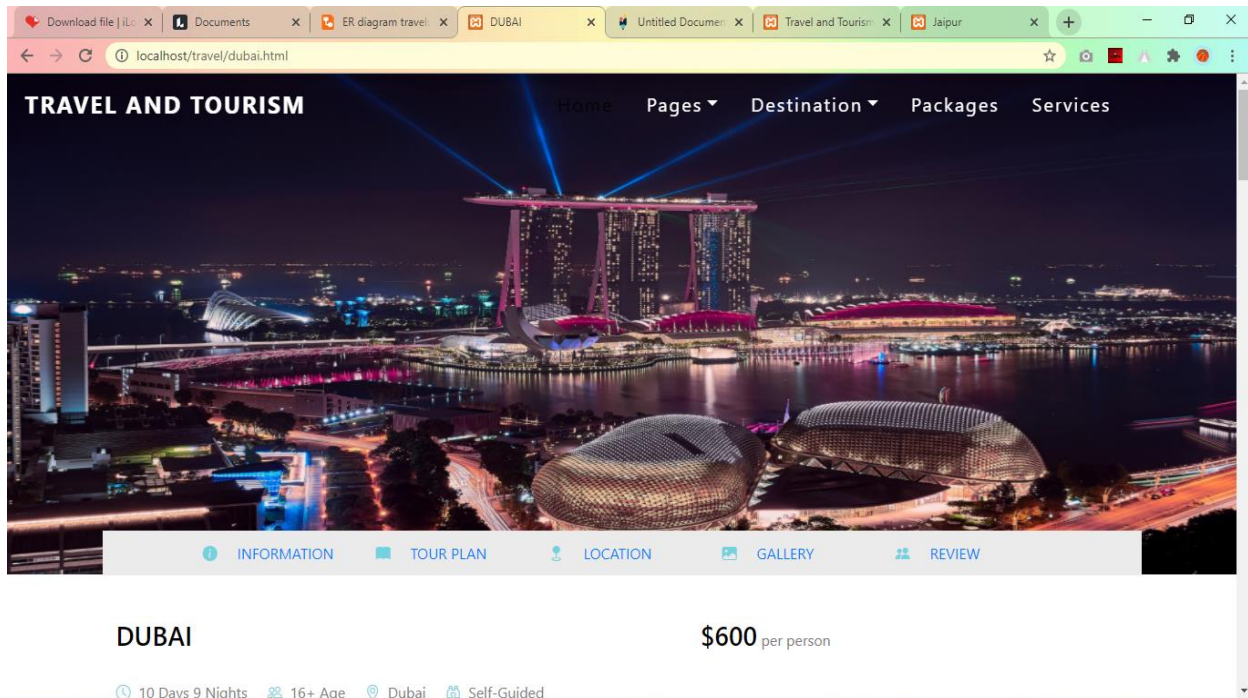 Download file | iLo
Documents
ER diagram travel
DUBAI
Untitled Documen
Travel and Tourism
Jaipur
localhost/travel/dubai.html
TRAVEL AND TOURISM
Home Pages Destination Packages Services
INFORMATION TOUR PLAN LOCATION GALLERY REVIEW
DUBAI
$600 per person
10 Days 9 Nights 16+ Age Dubai Self-Guided